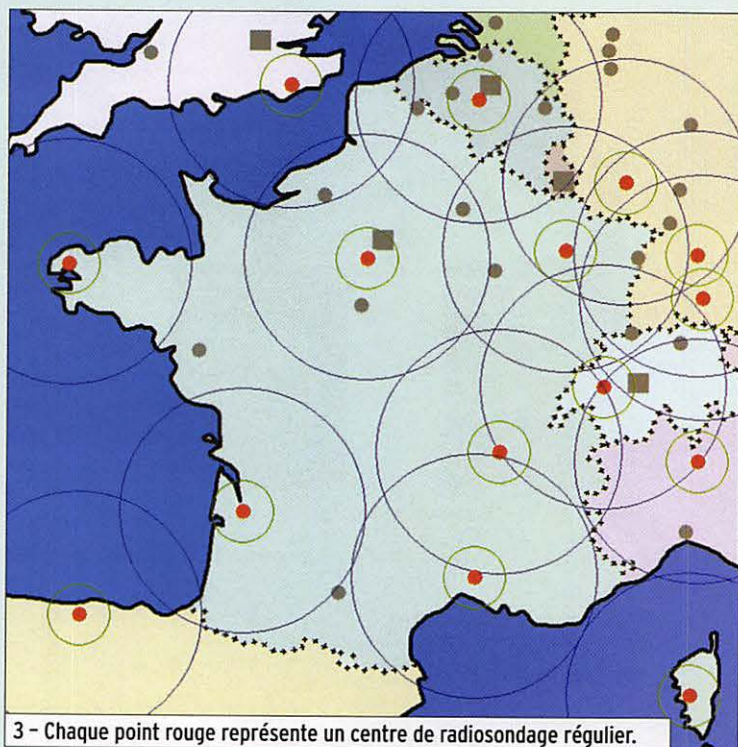 3 – Chaque point rouge représente un centre de radiosondage régulier.